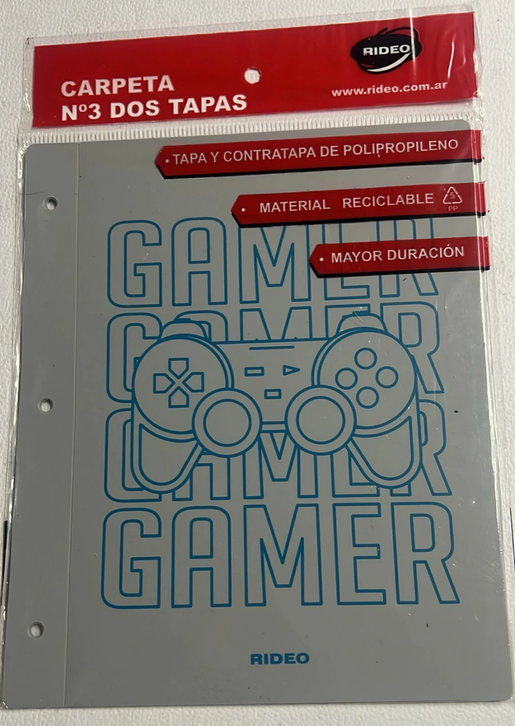 CARPETA
Nº3 DOS TAPAS
RIDEO
www.rideo.com.ar
TAPA Y CONTRATAPA DE POLIPROPILENO
MATERIAL RECICLABLE
5
PP
MAYOR DURACIÓN
GAMER
GAMER
GAMER
GAMER
RIDEO